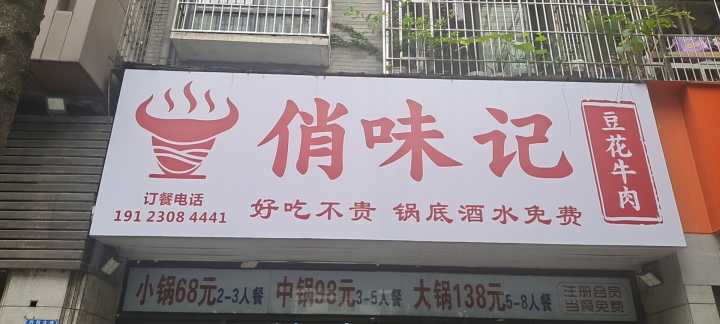 俏味记
豆花牛肉
订餐电话
191 2308 4441
好吃不贵 锅底酒水免费
小锅68元2-3人餐 中锅98元3-5人餐 大锅138元5-8人餐
注册会员
当餐免费